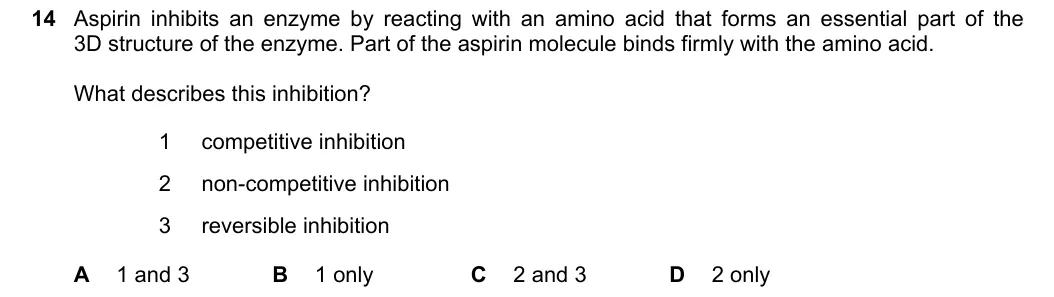 14 Aspirin inhibits an enzyme by reacting with an amino acid that forms an essential part of the
3D structure of the enzyme. Part of the aspirin molecule binds firmly with the amino acid.
What describes this inhibition?
1 competitive inhibition
2 non-competitive inhibition
3 reversible inhibition
A 1 and 3 B 1 only C 2 and 3 D 2 only